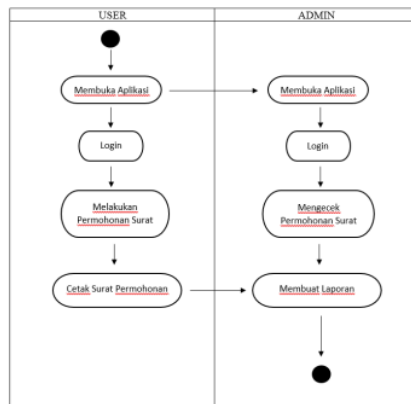 USER
ADMIN
Membuka Aplikasi
Membuka Aplikasi
Login
Login
Melakukan
Permohonan Surat
Mengecek
Permohonan Surat
Cetak Surat Permohonan
Membuat Laporan